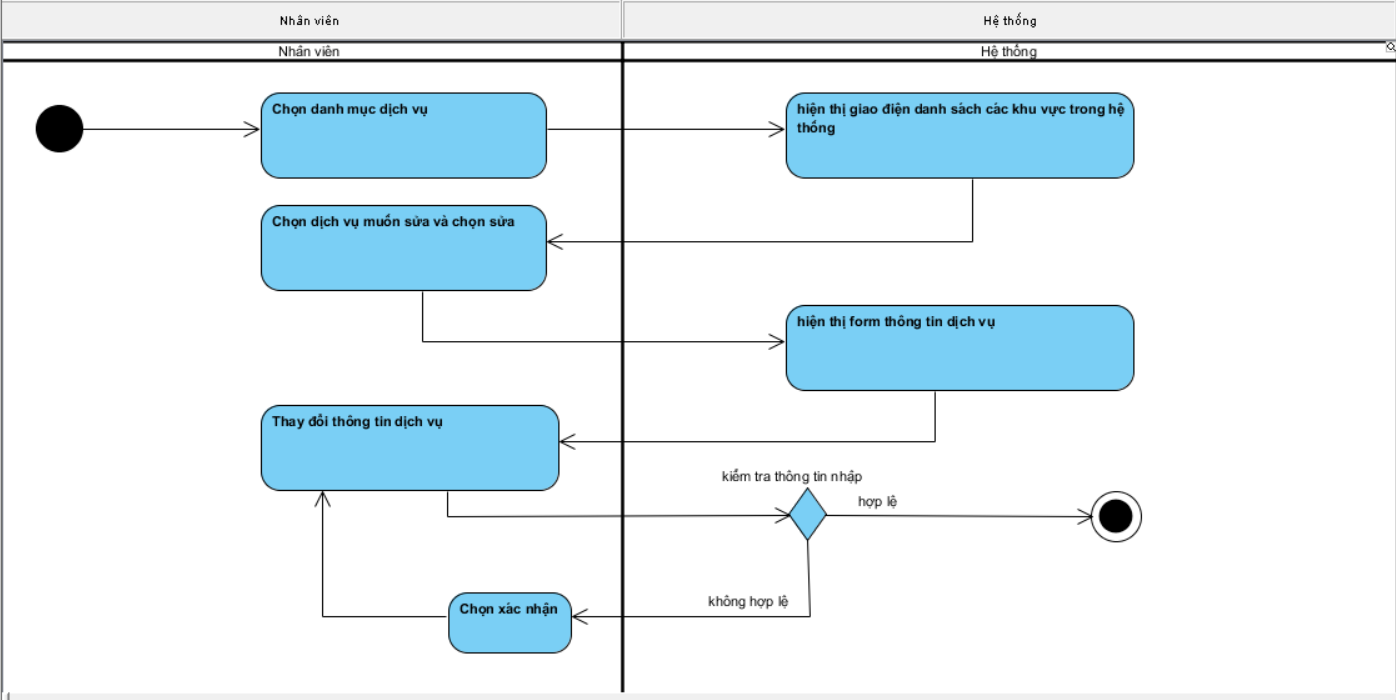 Nhân viên
Hệ thống
Nhân viên
Hệ thống
Chọn danh mục dịch vụ
hiện thị giao điện danh sách các khu vực trong hệ
thống
Chọn dịch vụ muốn sửa và chọn sửa
hiện thị form thông tin dịch vụ
Thay đổi thông tin dịch vụ
kiểm tra thông tin nhập
hợp lệ
không hợp lệ
Chọn xác nhận